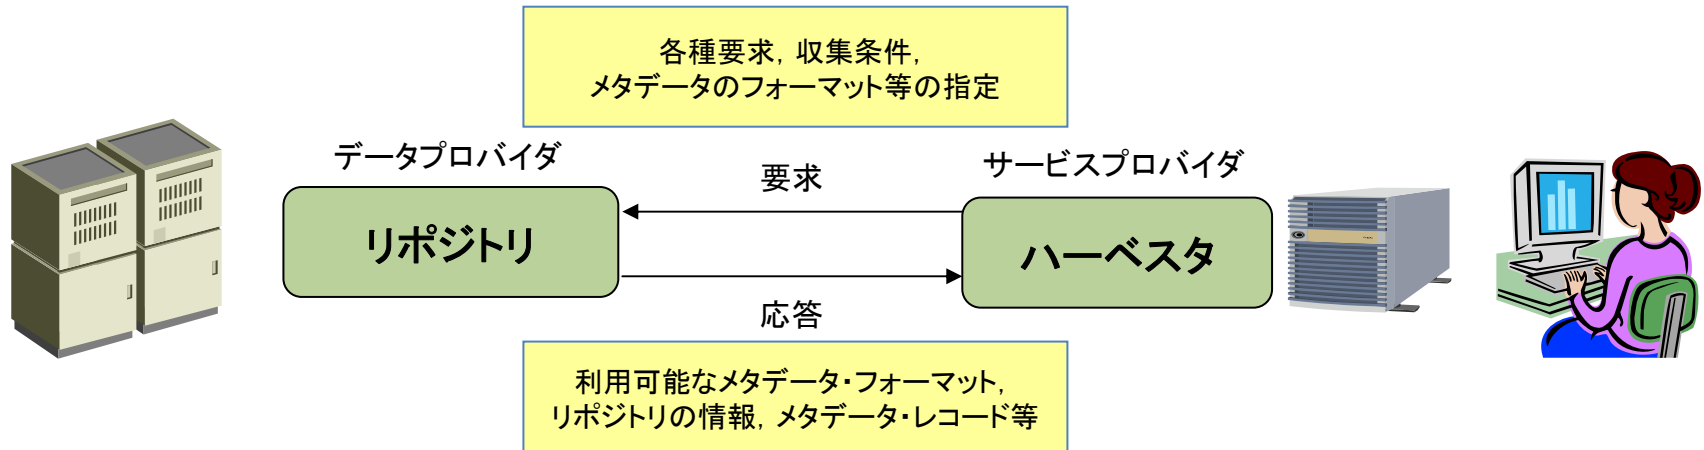 各種要求，収集条件，
メタデータのフォーマット等の指定
データプロバイダ
サービスプロバイダ
要求
リポジトリ
ハーベスタ
応答
利用可能なメタデータ・フォーマット，
リポジトリの情報，メタデータ・レコード等